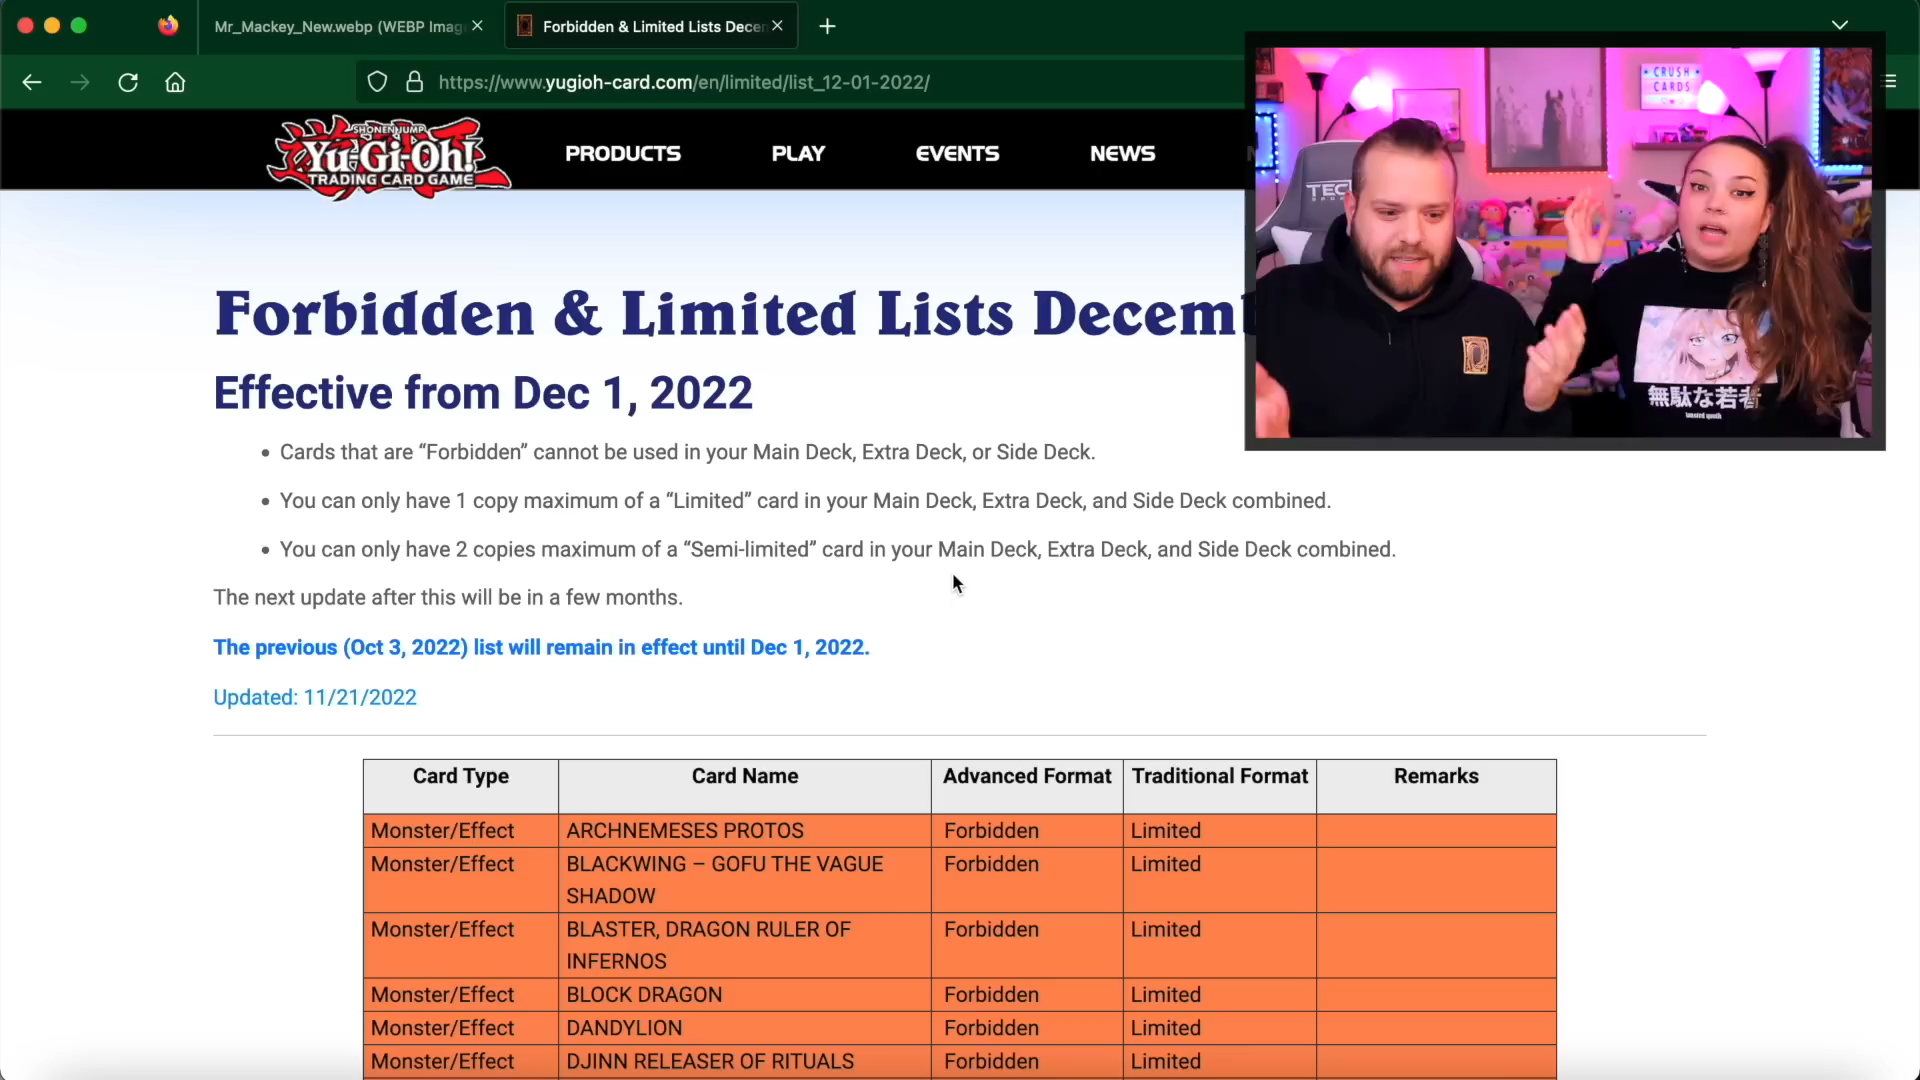 Mr_Mackey_New.webp (WEBP Imag
Forbidden & Limited Lists Decem
https://www.yugioh-card.com/en/limited/list_12-01-2022/
SHONEN JUMP
Yu-Gi-Oh!
TRADING CARD GAME
PRODUCTS
PLAY
EVENTS
NEWS
CRUSH
CARDS
TEC
無駄な若者
wasted youth
Forbidden & Limited Lists Decem
Effective from Dec 1, 2022
• Cards that are “Forbidden” cannot be used in your Main Deck, Extra Deck, or Side Deck.
• You can only have 1 copy maximum of a “Limited” card in your Main Deck, Extra Deck, and Side Deck combined.
• You can only have 2 copies maximum of a “Semi-limited” card in your Main Deck, Extra Deck, and Side Deck combined.
The next update after this will be in a few months.
The previous (Oct 3, 2022) list will remain in effect until Dec 1, 2022.
Updated: 11/21/2022
Card Type Card Name Advanced Format Traditional Format Remarks
Monster/Effect ARCHNEMESES PROTOS Forbidden Limited
Monster/Effect BLACKWING – GOFU THE VAGUE Forbidden Limited
SHADOW
Monster/Effect BLASTER, DRAGON RULER OF Forbidden Limited
INFERNOS
Monster/Effect BLOCK DRAGON Forbidden Limited
Monster/Effect DANDYLION Forbidden Limited
Monster/Effect DJINN RELEASER OF RITUALS Forbidden Limited